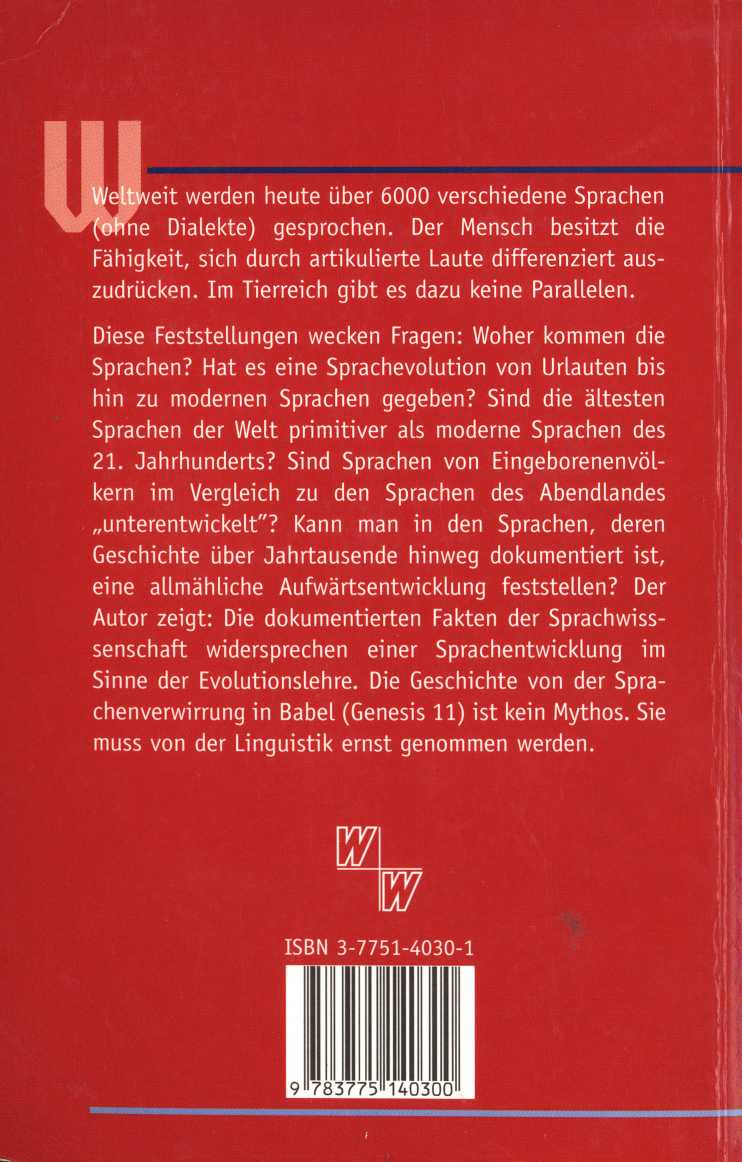 W
Weltweit werden heute über 6000 verschiedene Sprachen
(ohne Dialekte) gesprochen. Der Mensch besitzt die
Fähigkeit, sich durch artikulierte Laute differenziert aus-
zudrücken. Im Tierreich gibt es dazu keine Parallelen.
Diese Feststellungen wecken Fragen: Woher kommen die
Sprachen? Hat es eine Sprachevolution von Urlauten bis
hin zu modernen Sprachen gegeben? Sind die ältesten
Sprachen der Welt primitiver als moderne Sprachen des
21. Jahrhunderts? Sind Sprachen von Eingeborenenvöl-
kern im Vergleich zu den Sprachen des Abendlandes
„unterentwickelt"? Kann man in den Sprachen, deren
Geschichte über Jahrtausende hinweg dokumentiert ist,
eine allmähliche Aufwärtsentwicklung feststellen? Der
Autor zeigt: Die dokumentierten Fakten der Sprachwis-
senschaft widersprechen einer Sprachentwicklung im
Sinne der Evolutionslehre. Die Geschichte von der Spra-
chenverwirrung in Babel (Genesis 11) ist kein Mythos. Sie
muss von der Linguistik ernst genommen werden.
W
W
ISBN 3-7751-4030-1
9 783775 140300